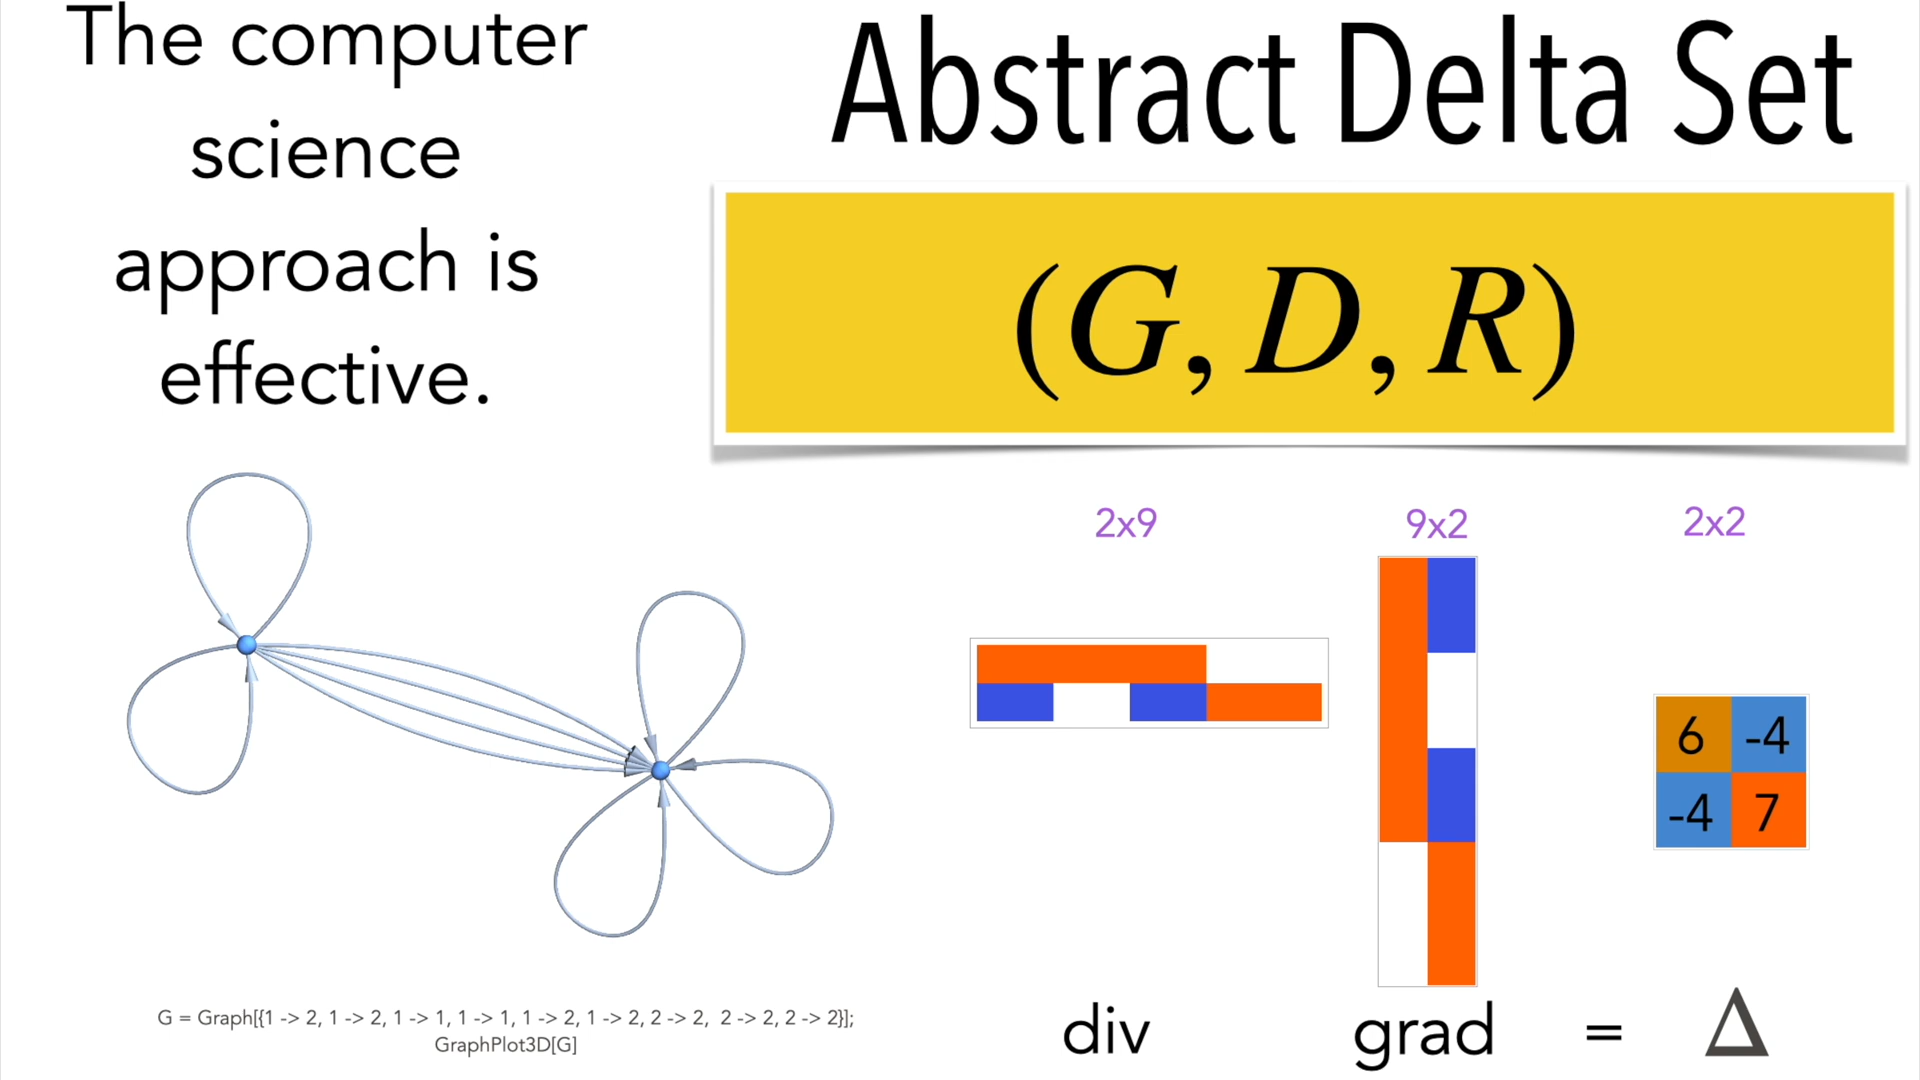 The computer
science
approach is
effective.
Abstract Delta Set
(G, D, R)
2x9
9x2
2x2
6 -4
-4 7
G = Graph[{1 -> 2, 1 -> 2, 1 -> 1, 1 -> 1, 1 -> 2, 1 -> 2, 2 -> 2, 2 -> 2, 2 -> 2}];
GraphPlot3D[G]
div grad = Δ